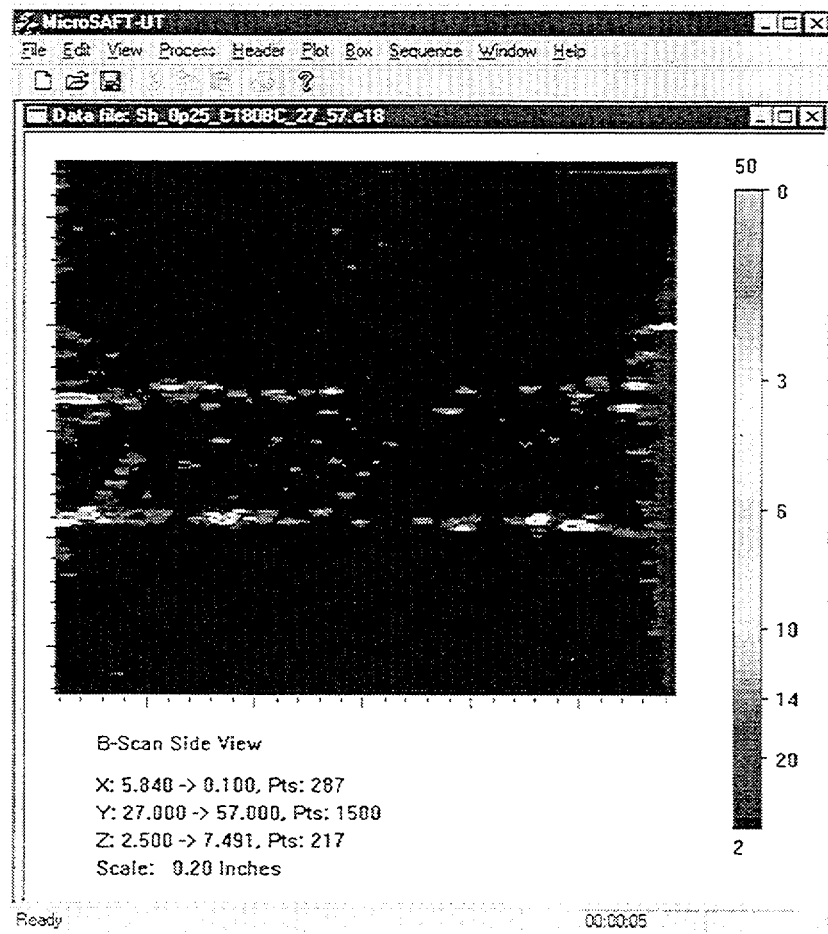 MicroSAFT-UT
File Edit View Process Header Plot Box Sequence Window Help
Data file: Sb_0p25_C180BC_27_57.e18
50
0
3
6
10
14
20
2
B-Scan Side View
X: 5.840 -> 0.100, Pts: 287
Y: 27.000 -> 57.000, Pts: 1500
Z: 2.500 -> 7.491, Pts: 217
Scale: 0.20 Inches
Ready 00:00:05